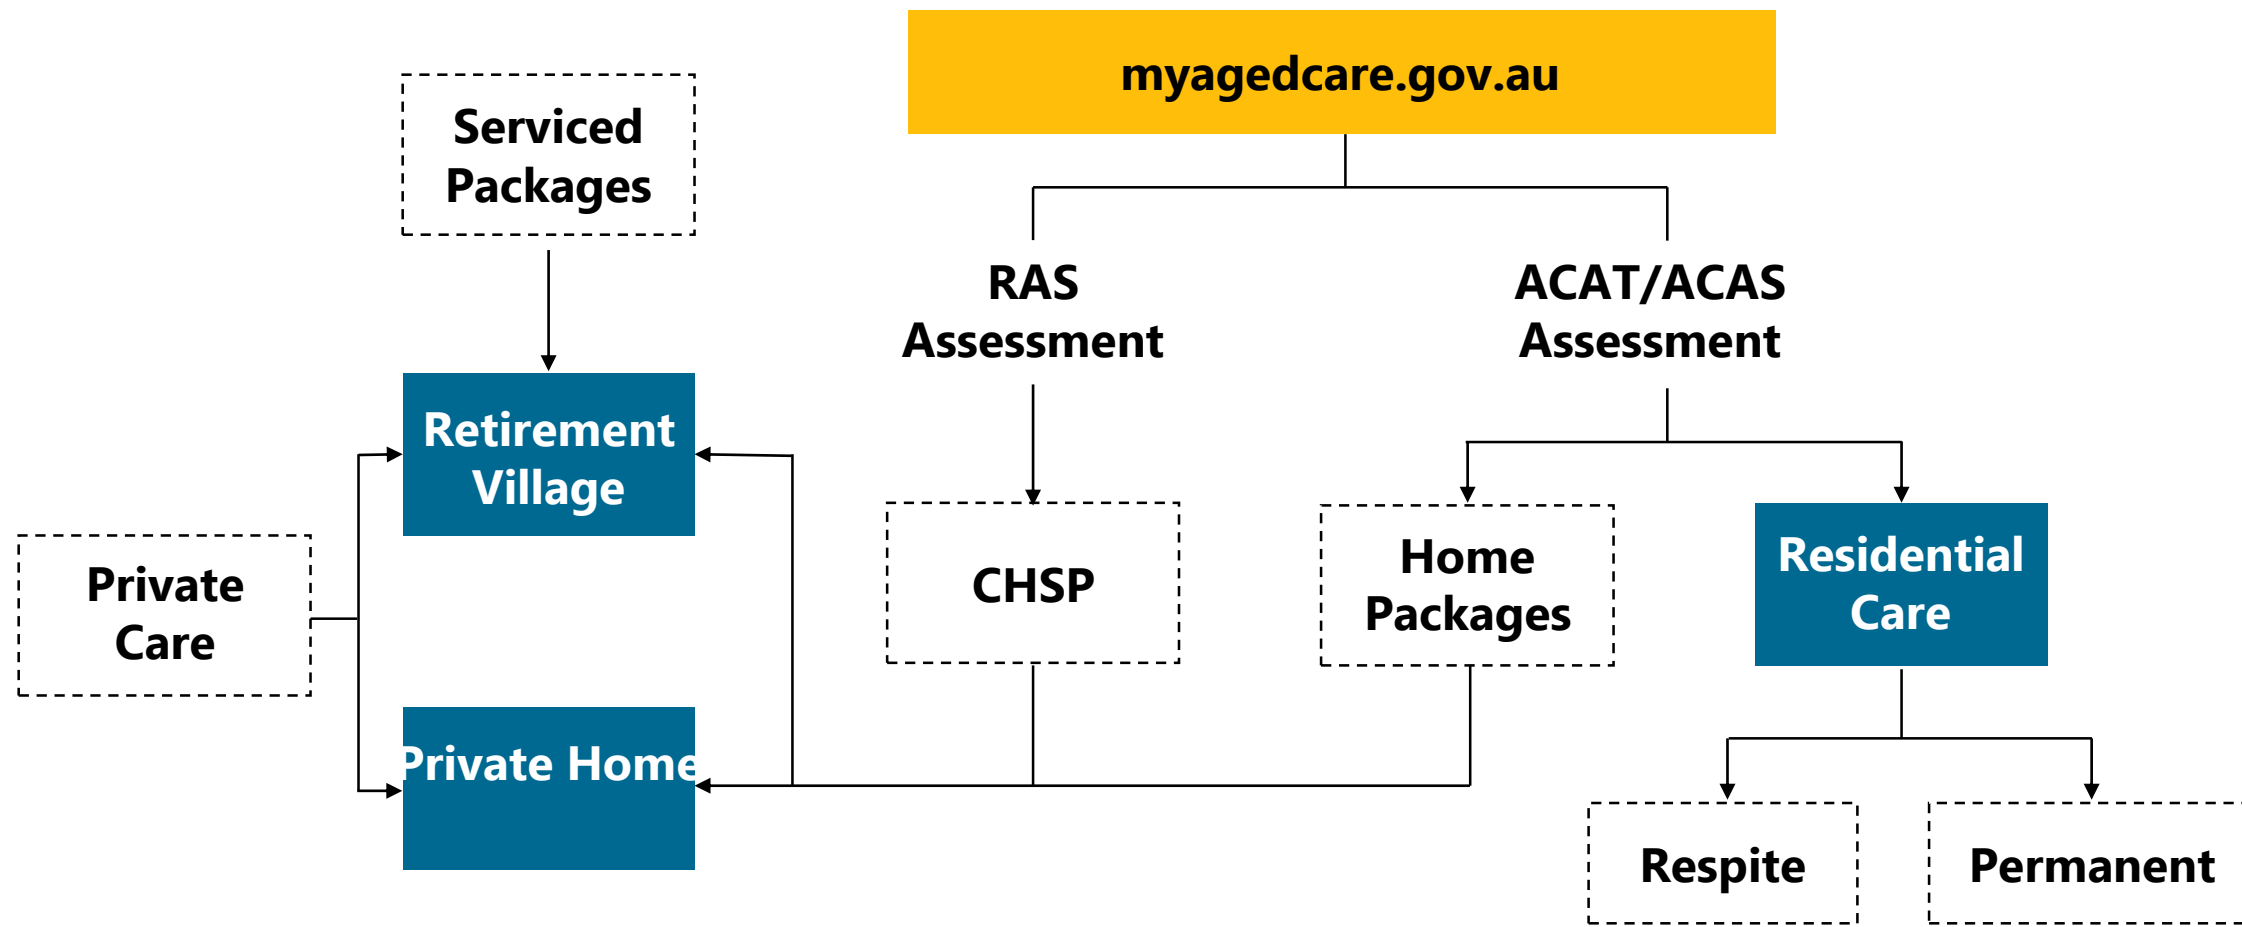 myagedcare.gov.au
Serviced
Packages
RAS
Assessment
ACAT/ACAS
Assessment
Retirement
Village
Private
Care
CHSP
Home
Packages
Residential
Care
Private Home
Respite
Permanent